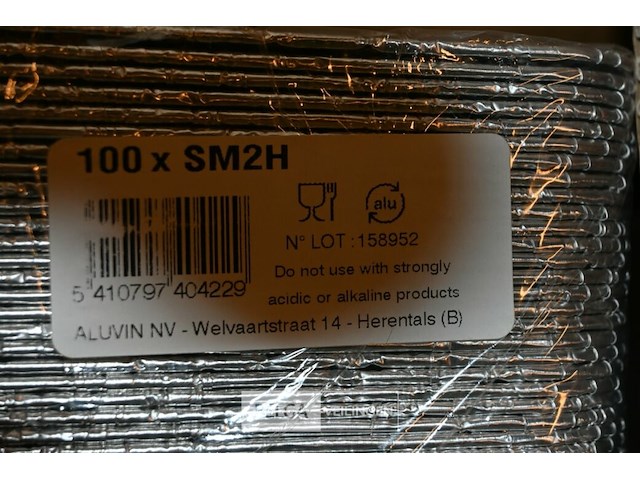 100 x SM2H
alu
N° LOT : 158952
Do not use with strongly
acidic or alkaline products
5 410797 404229
ALUVIN NV - Welvaartstraat 14 - Herentals (B)